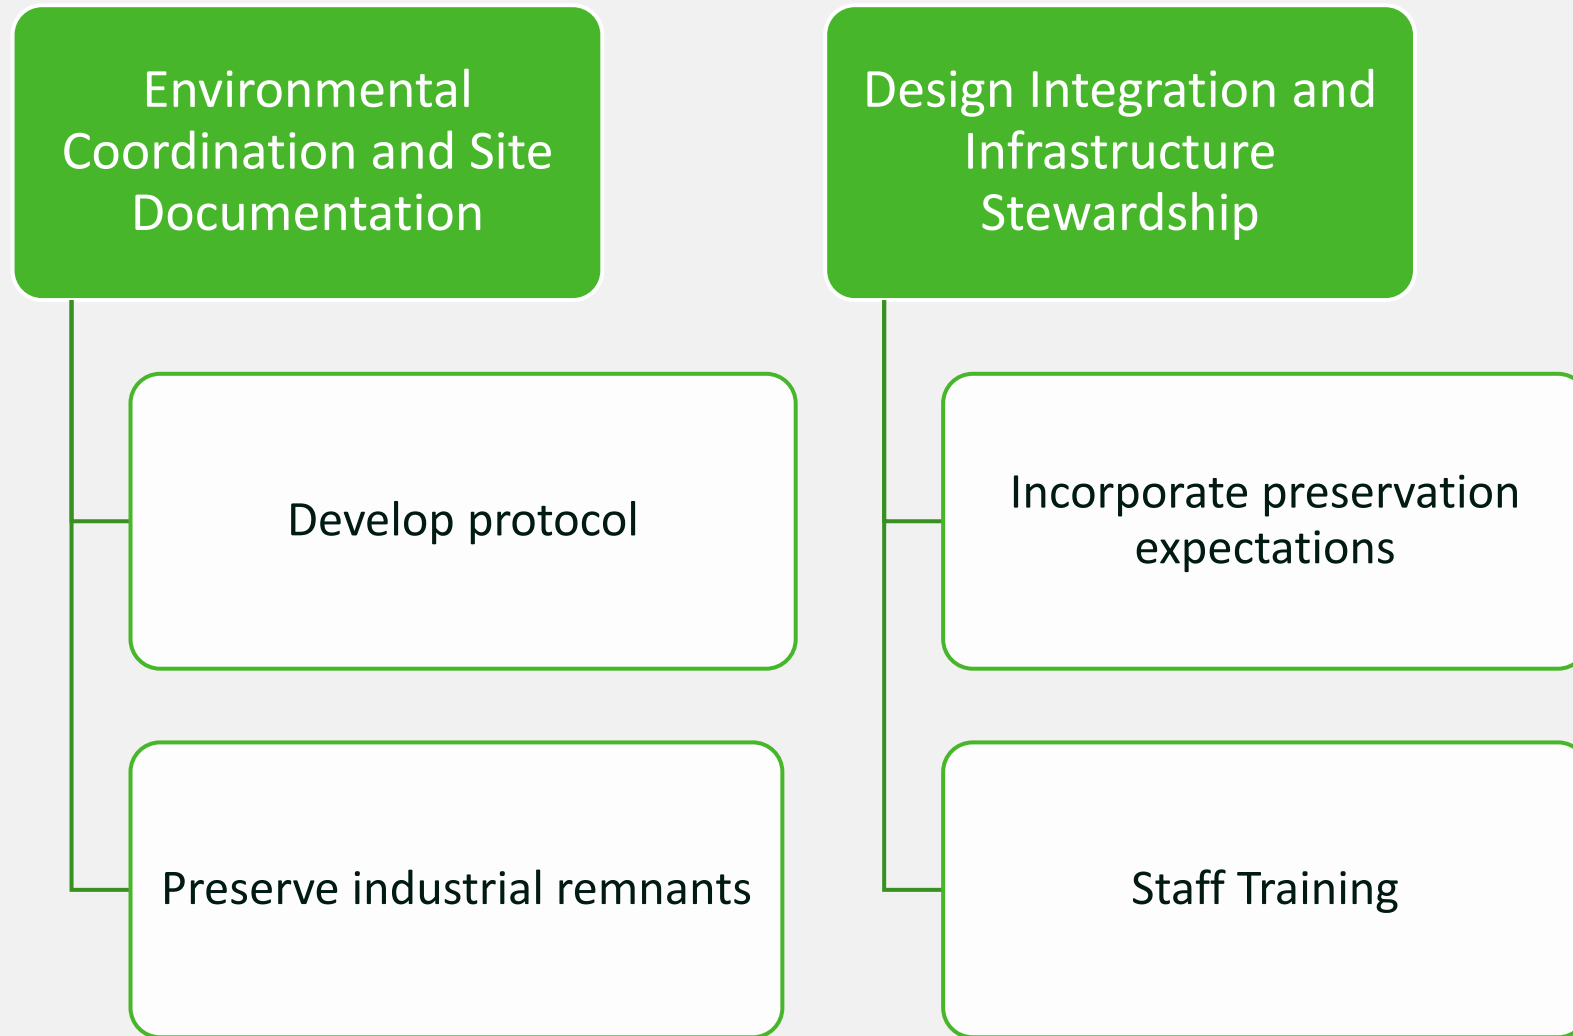 Environmental
Coordination and Site
Documentation
Develop protocol
Preserve industrial remnants
Design Integration and
Infrastructure
Stewardship
Incorporate preservation
expectations
Staff Training